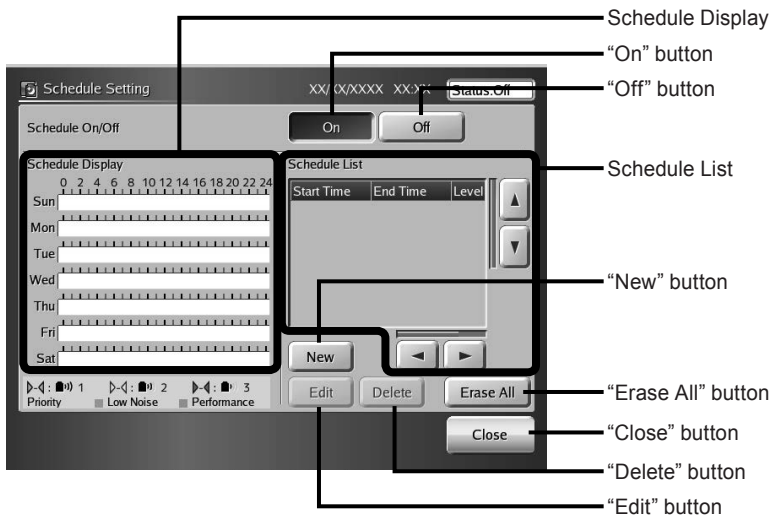 Schedule Display
“On” button
“Off” button
Schedule Setting
XX/XX/XXXX XX:XX
Status:Off
Schedule On/Off
On
Off
Schedule Display
0 2 4 6 8 10 12 14 16 18 20 22 24
Sun
Mon
Tue
Wed
Thu
Fri
Sat
1 2 3
Priority Low Noise Performance
Schedule List
Start Time End Time Level
Schedule List
New
“New” button
Edit
Delete
Erase All
“Erase All” button
Close
“Close” button
“Delete” button
“Edit” button